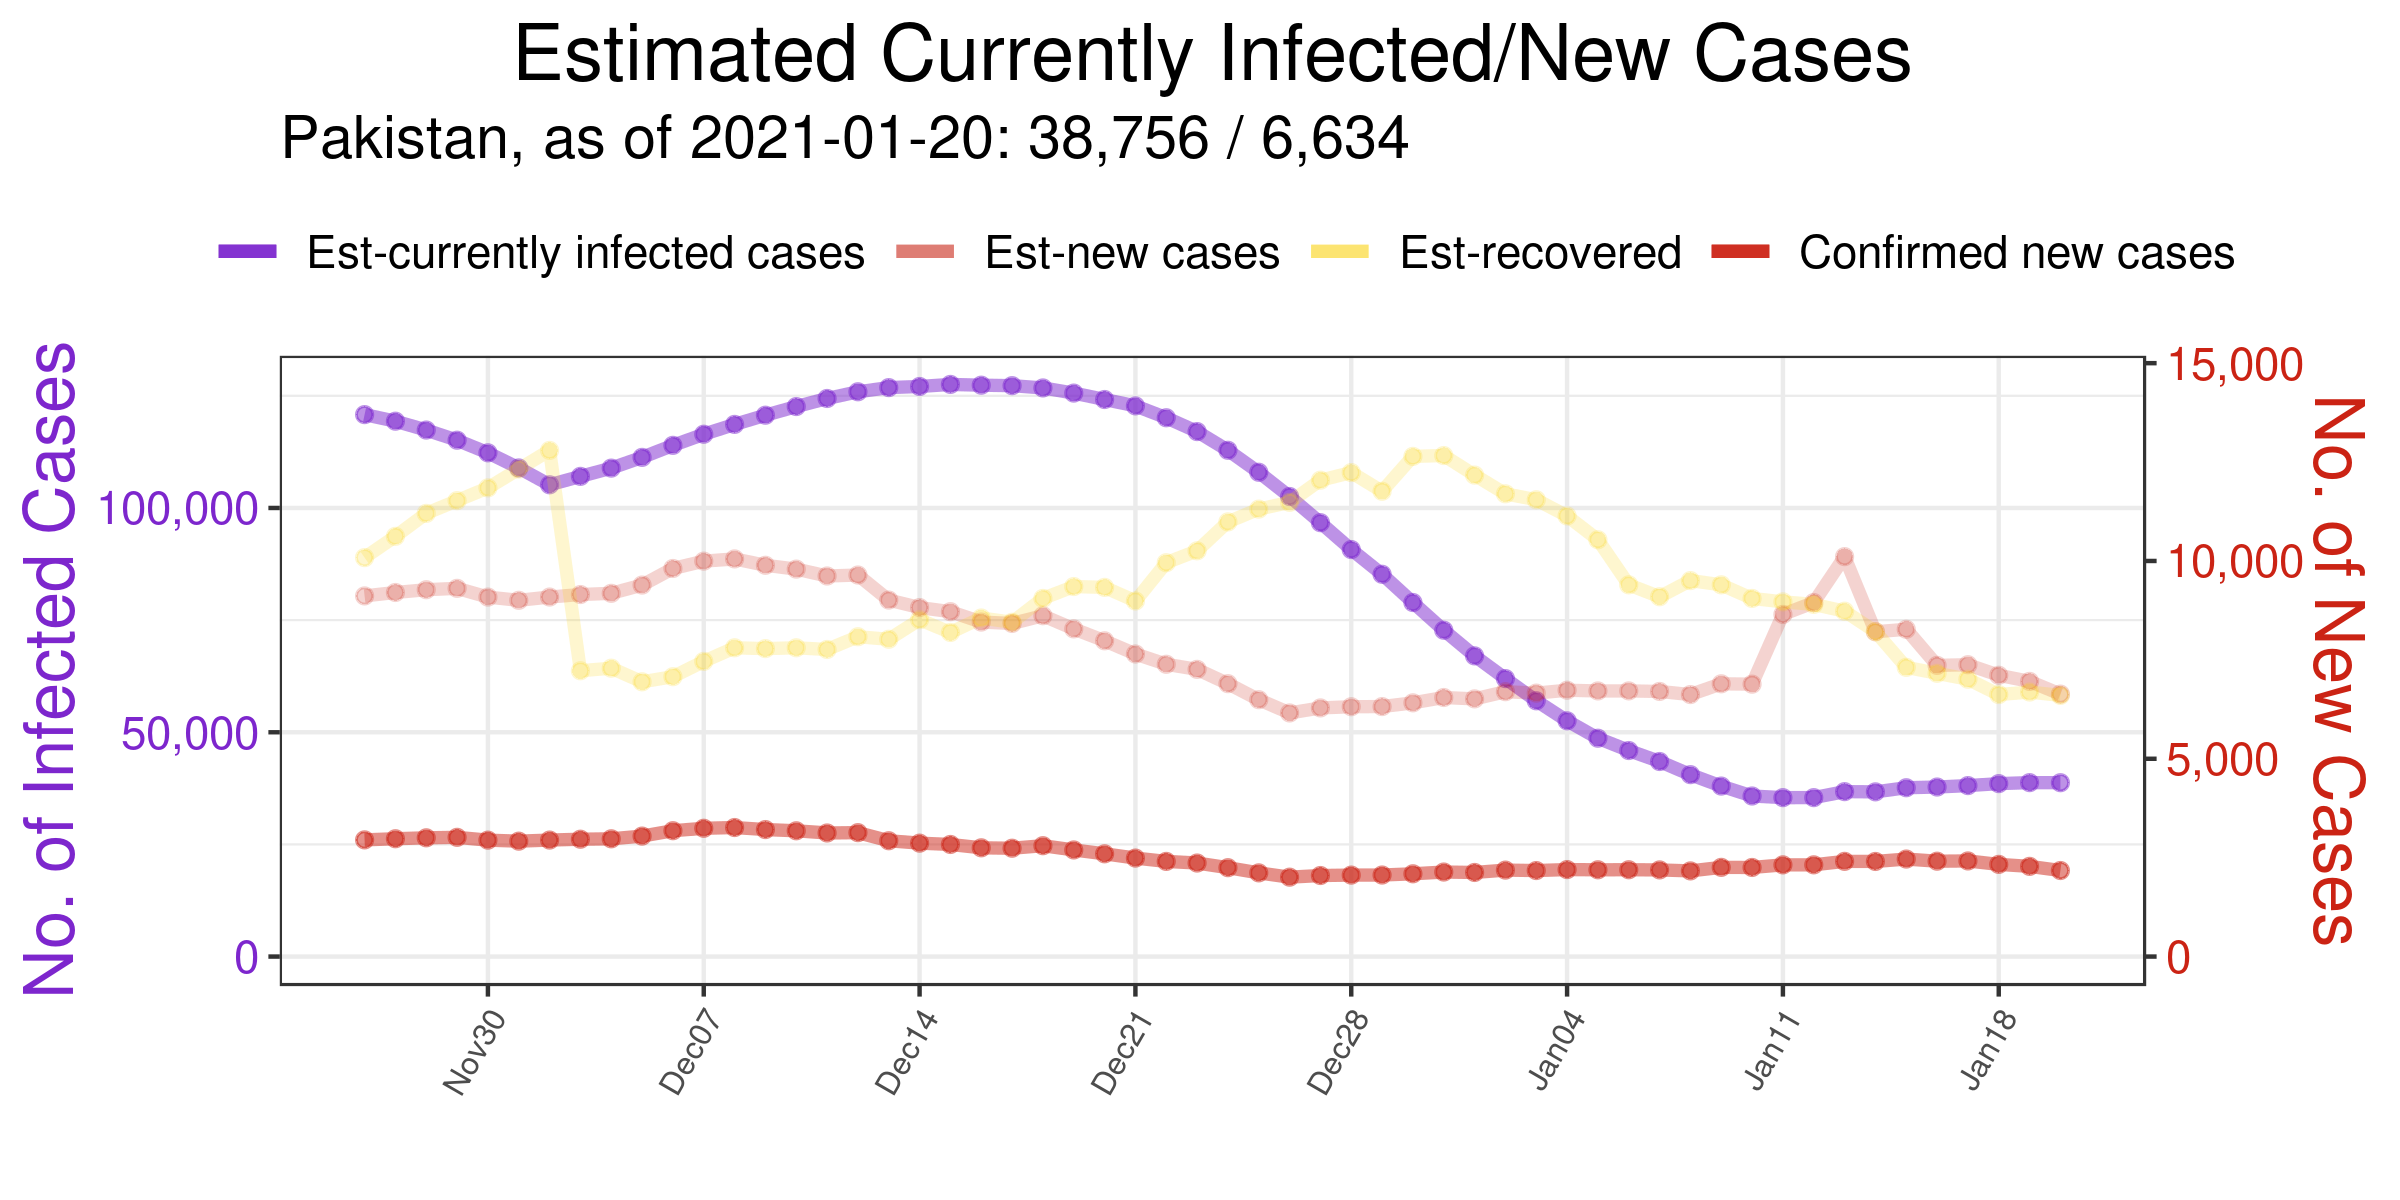 Estimated Currently Infected/New Cases
Pakistan, as of 2021-01-20: 38,756 / 6,634
Est-currently infected cases Est-new cases Est-recovered Confirmed new cases
No. of Infected Cases
100,000
50,000
0
15,000
10,000
5,000
0
No. of New Cases
Nov30 Dec07 Dec14 Dec21 Dec28 Jan04 Jan11 Jan18